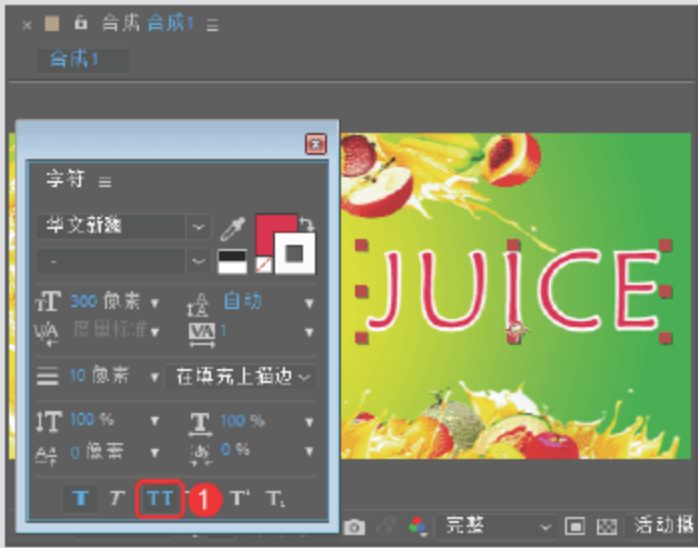 合成 合成1
合成1
字符
华文新魏
-
300 像素
自动
度量标准
1
10 像素
在填充上描边
100 %
100 %
0 像素
0 %
T T TT 1 T¹ T₁
JUICE
完整
活动摄